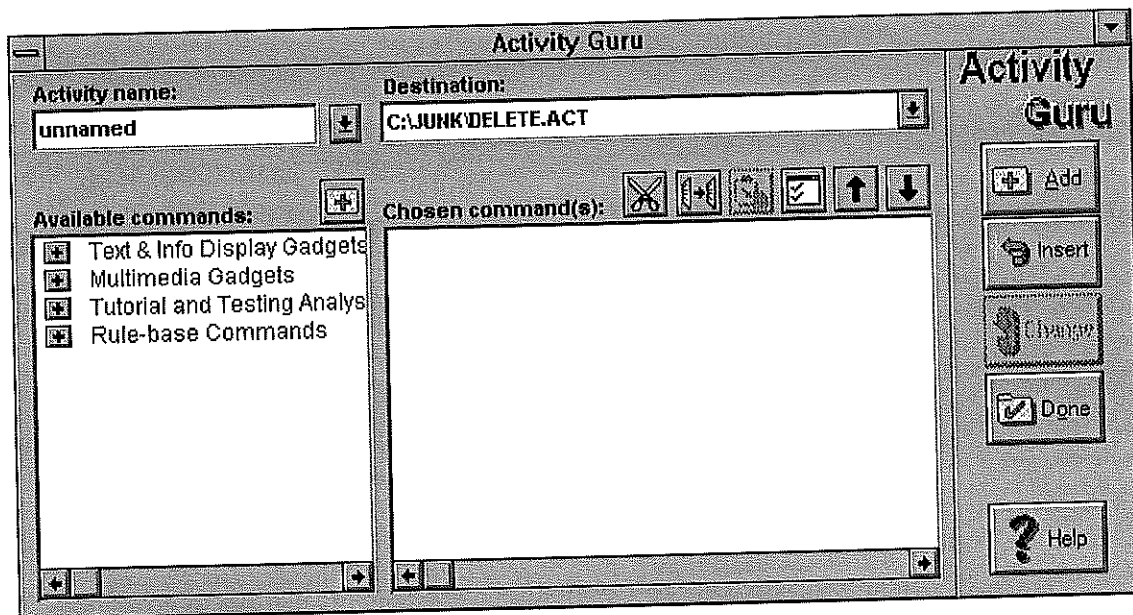 Activity Guru
Activity name:
unnamed
Destination:
C:\JUNK\DELETE.ACT
Activity
Guru
Available commands:
Text & Info Display Gadgets
Multimedia Gadgets
Tutorial and Testing Analys
Rule-base Commands
Chosen command(s):
Add
Insert
Change
Done
Help